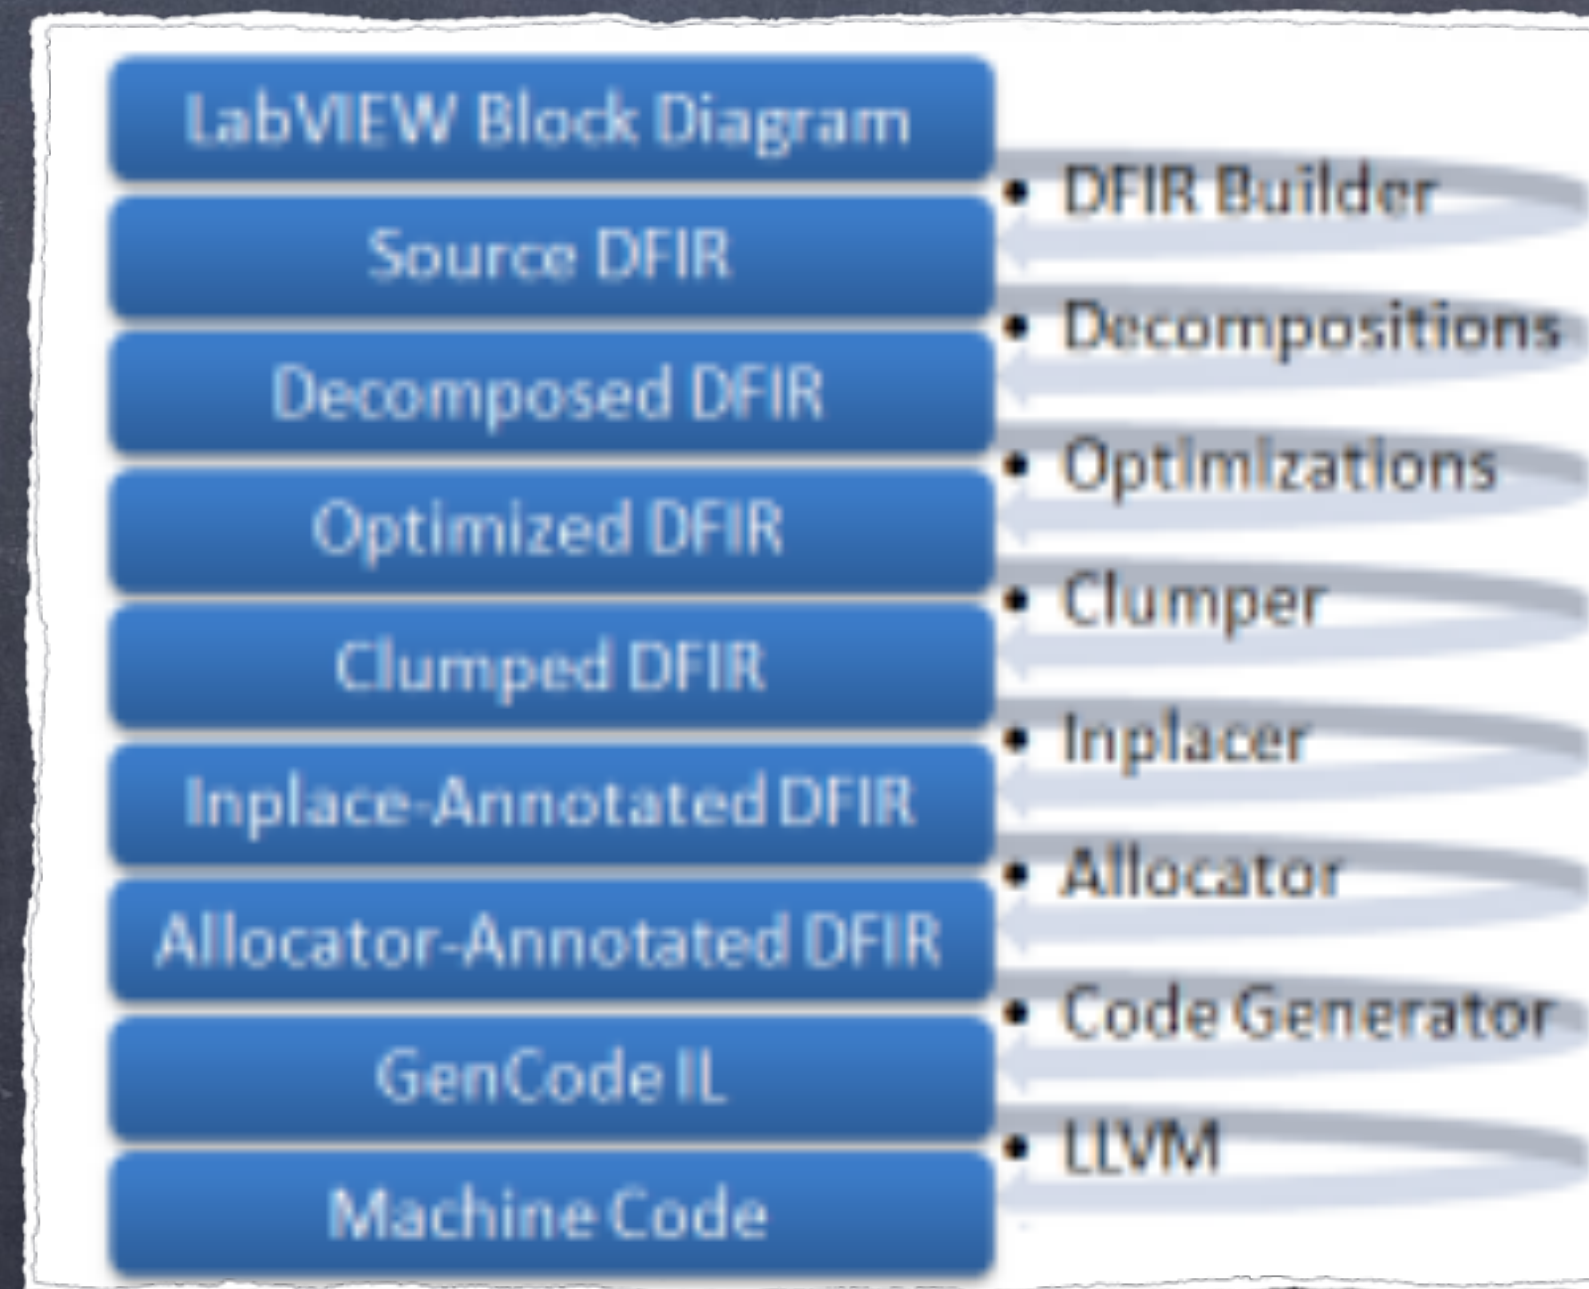 LabVIEW Block Diagram
• DFIR Builder
Source DFIR
• Decompositions
Decomposed DFIR
• Optimizations
Optimized DFIR
• Clumper
Clumped DFIR
• Inplacer
Inplace-Annotated DFIR
• Allocator
Allocator-Annotated DFIR
• Code Generator
GenCode IL
• LLVM
Machine Code